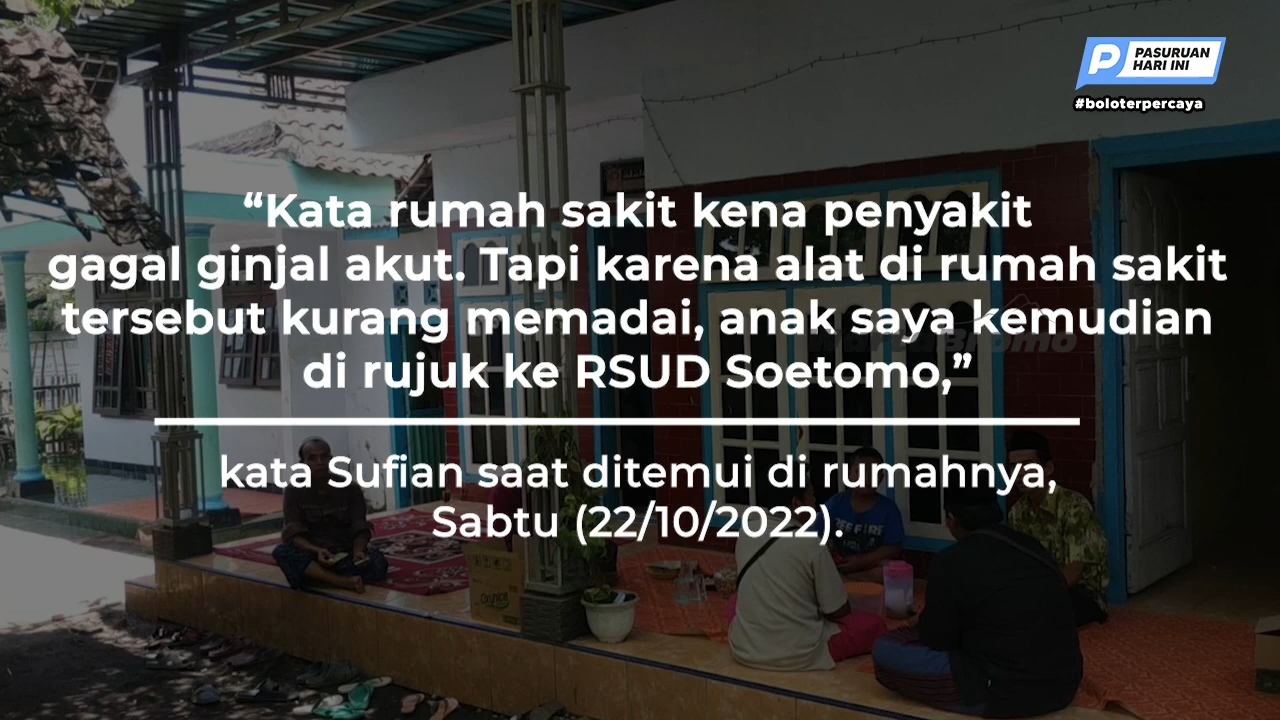 PASURUAN
HARI INI
#boloterpercaya
“Kata rumah sakit kena penyakit
gagal ginjal akut. Tapi karena alat di rumah sakit
tersebut kurang memadai, anak saya kemudian
di rujuk ke RSUD Soetomo,”
kata Sufian saat ditemui di rumahnya,
Sabtu (22/10/2022).
FREE FIRE